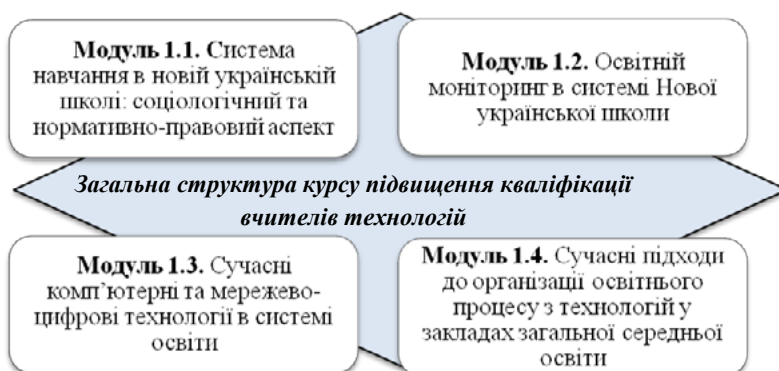 Модуль 1.1. Система
навчання в новій українській
школі: соціологічний та
нормативно-правовий аспект
Модуль 1.2. Освітній
моніторинг в системі Нової
української школи
Загальна структура курсу підвищення кваліфікації
вчителів технологій
Модуль 1.3. Сучасні
комп’ютерні та мережево-
цифрові технології в системі
освіти
Модуль 1.4. Сучасні підходи
до організації освітнього
процесу з технологій у
закладах загальної середньої
освіти